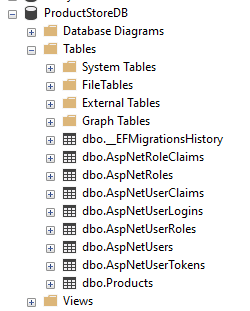 ProductStoreDB
Database Diagrams
Tables
System Tables
FileTables
External Tables
Graph Tables
dbo.__EFMigrationsHistory
dbo.AspNetRoleClaims
dbo.AspNetRoles
dbo.AspNetUserClaims
dbo.AspNetUserLogins
dbo.AspNetUserRoles
dbo.AspNetUsers
dbo.AspNetUserTokens
dbo.Products
Views